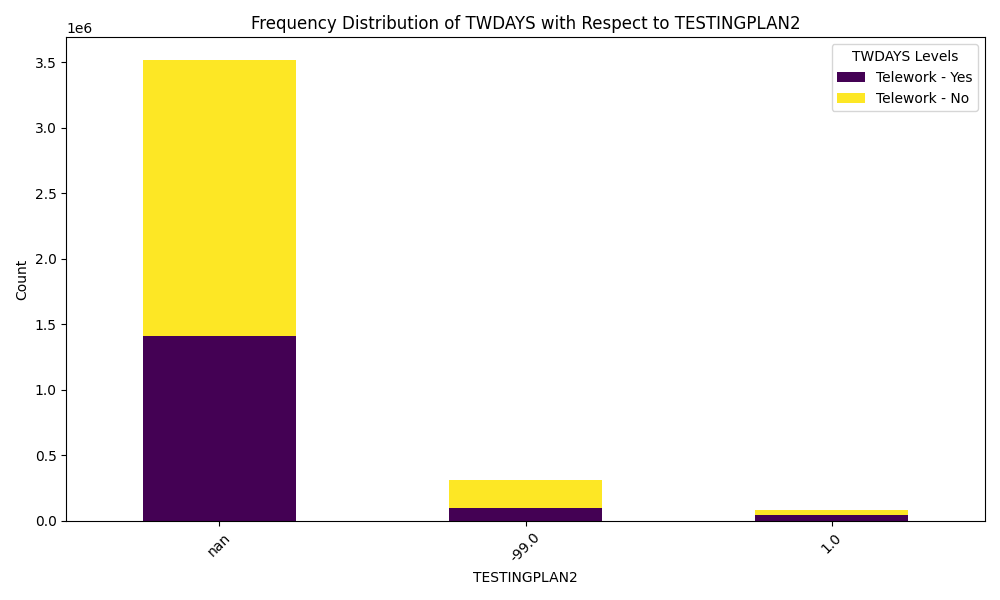 Frequency Distribution of TWDAYS with Respect to TESTINGPLAN2
1e6
TWDAYS Levels
Telework - Yes
Telework - No
3.5
3.0
2.5
2.0
1.5
1.0
0.5
0.0
Count
nan
-99.0
1.0
TESTINGPLAN2